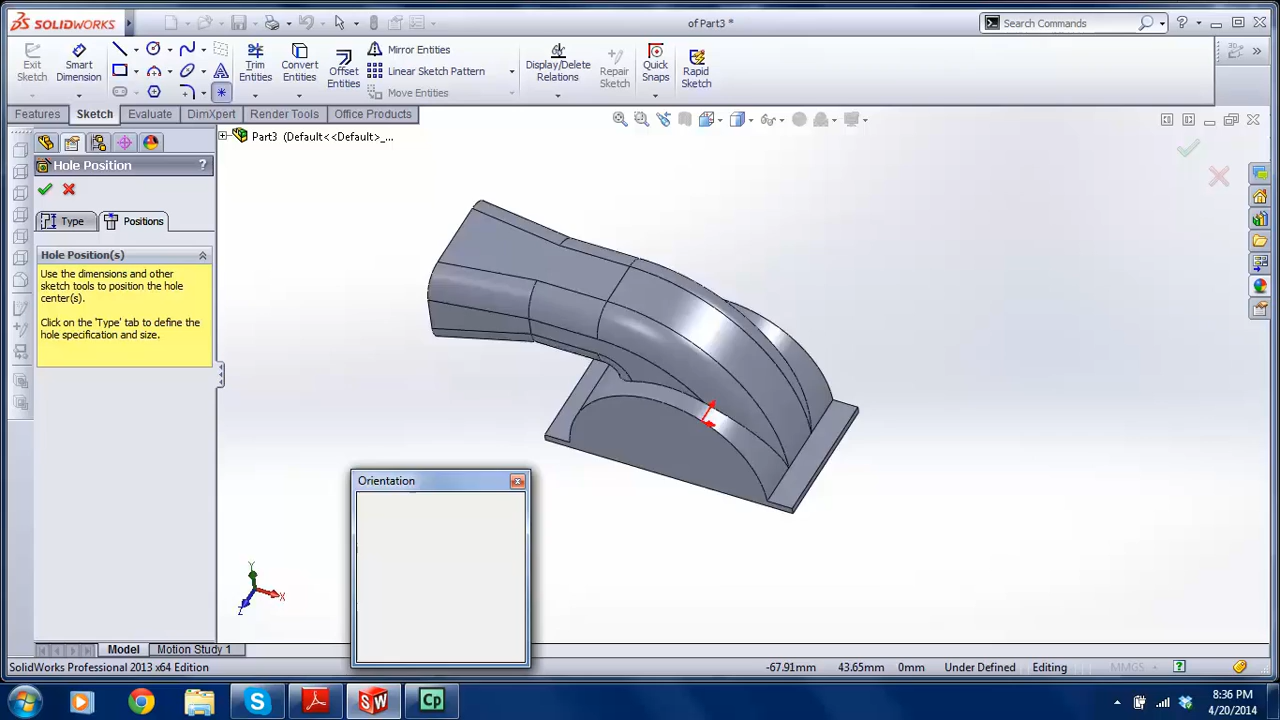 SOLIDWORKS
of Part3 *
Search Commands
Exit Sketch
Smart Dimension
Trim Entities
Convert Entities
Offset Entities
Mirror Entities
Linear Sketch Pattern
Move Entities
Display/Delete Relations
Repair Sketch
Quick Snaps
Rapid Sketch
Features
Sketch
Evaluate
DimXpert
Render Tools
Office Products
Part3 (Default<<Default>_...
Hole Position
?
Type
Positions
Hole Position(s)
Use the dimensions and other
sketch tools to position the hole
center(s).
Click on the 'Type' tab to define the
hole specification and size.
Orientation
Y
X
Z
Model
Motion Study 1
SolidWorks Professional 2013 x64 Edition
-67.91mm
43.65mm
0mm
Under Defined
Editing
MMGS
8:36 PM
4/20/2014